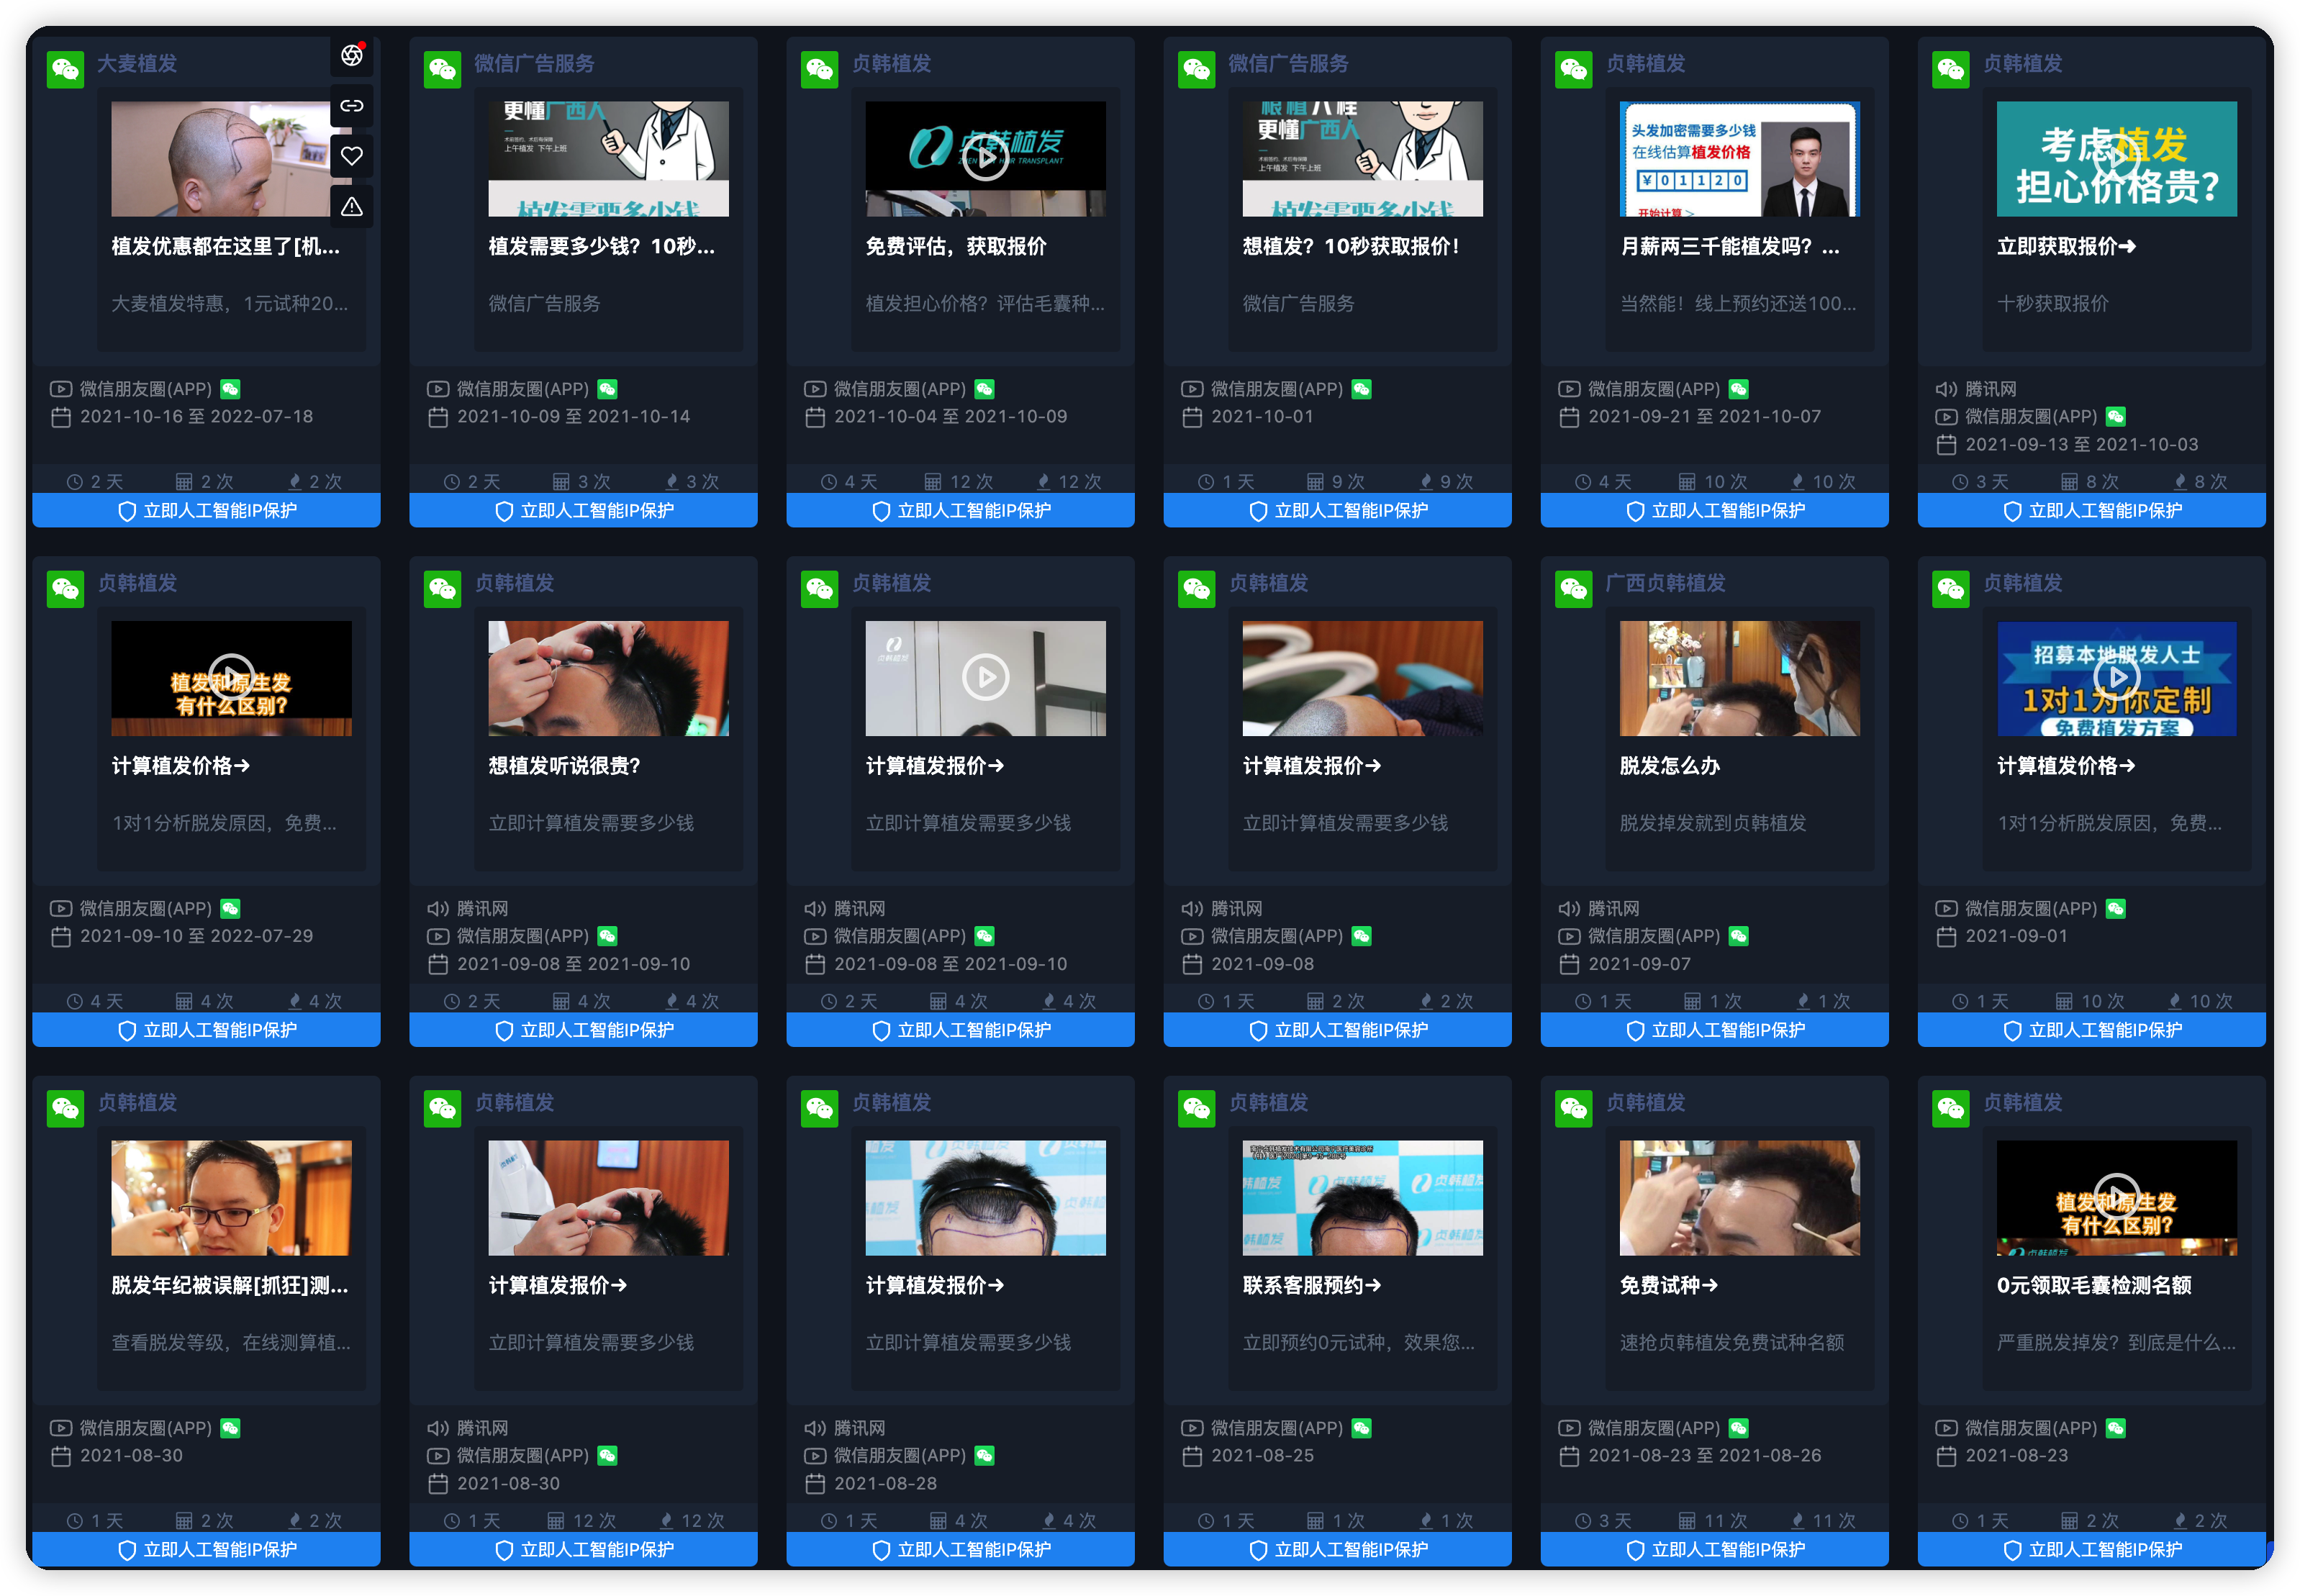 大麦植发
植发优惠都在这里了[机...
大麦植发特惠，1元试种20...
微信朋友圈(APP)
2021-10-16 至 2022-07-18
2 天 2 次 2 次
立即人工智能IP保护
微信广告服务
更懂广西人
上午植发 下午上班
植发需要多少钱
植发需要多少钱？10秒...
微信广告服务
微信朋友圈(APP)
2021-10-09 至 2021-10-14
2 天 3 次 3 次
立即人工智能IP保护
贞韩植发
贞韩植发
ZHEN HAN HAIR TRANSPLANT
免费评估，获取报价
植发担心价格？评估毛囊种...
微信朋友圈(APP)
2021-10-04 至 2021-10-09
4 天 12 次 12 次
立即人工智能IP保护
微信广告服务
更懂广西人
上午植发 下午上班
植发需要多少钱
想植发？10秒获取报价！
微信广告服务
微信朋友圈(APP)
2021-10-01
1 天 9 次 9 次
立即人工智能IP保护
贞韩植发
头发加密需要多少钱
在线估算植发价格
¥01120
开始计算 >
月薪两三千能植发吗？...
当然能！线上预约还送100...
微信朋友圈(APP)
2021-09-21 至 2021-10-07
4 天 10 次 10 次
立即人工智能IP保护
贞韩植发
考虑植发
担心价格贵？
立即获取报价➔
十秒获取报价
腾讯网
微信朋友圈(APP)
2021-09-13 至 2021-10-03
3 天 8 次 8 次
立即人工智能IP保护
贞韩植发
植发和原生发
有什么区别？
计算植发价格→
1对1分析脱发原因，免费...
微信朋友圈(APP)
2021-09-10 至 2022-07-29
4 天 4 次 4 次
立即人工智能IP保护
贞韩植发
想植发听说很贵？
立即计算植发需要多少钱
腾讯网
微信朋友圈(APP)
2021-09-08 至 2021-09-10
2 天 4 次 4 次
立即人工智能IP保护
贞韩植发
贞韩植发
计算植发报价→
立即计算植发需要多少钱
腾讯网
微信朋友圈(APP)
2021-09-08 至 2021-09-10
2 天 4 次 4 次
立即人工智能IP保护
贞韩植发
计算植发报价→
立即计算植发需要多少钱
腾讯网
微信朋友圈(APP)
2021-09-08
1 天 2 次 2 次
立即人工智能IP保护
广西贞韩植发
脱发怎么办
脱发掉发就到贞韩植发
腾讯网
微信朋友圈(APP)
2021-09-07
1 天 1 次 1 次
立即人工智能IP保护
贞韩植发
招募本地脱发人士
1对1为你定制
免费植发方案
计算植发价格→
1对1分析脱发原因，免费...
微信朋友圈(APP)
2021-09-01
1 天 10 次 10 次
立即人工智能IP保护
贞韩植发
脱发年纪被误解[抓狂]测...
查看脱发等级，在线测算植...
微信朋友圈(APP)
2021-08-30
1 天 2 次 2 次
立即人工智能IP保护
贞韩植发
计算植发报价→
立即计算植发需要多少钱
腾讯网
微信朋友圈(APP)
2021-08-30
1 天 12 次 12 次
立即人工智能IP保护
贞韩植发
贞韩植发
计算植发报价→
立即计算植发需要多少钱
腾讯网
微信朋友圈(APP)
2021-08-28
1 天 4 次 4 次
立即人工智能IP保护
贞韩植发
韩植发
贞韩植发
联系客服预约→
立即预约0元试种，效果您...
微信朋友圈(APP)
2021-08-25
1 天 1 次 1 次
立即人工智能IP保护
贞韩植发
免费试种→
速抢贞韩植发免费试种名额
微信朋友圈(APP)
2021-08-23 至 2021-08-26
3 天 11 次 11 次
立即人工智能IP保护
贞韩植发
植发和原生发
有什么区别？
0元领取毛囊检测名额
严重脱发掉发？到底是什么...
微信朋友圈(APP)
2021-08-23
1 天 2 次 2 次
立即人工智能IP保护